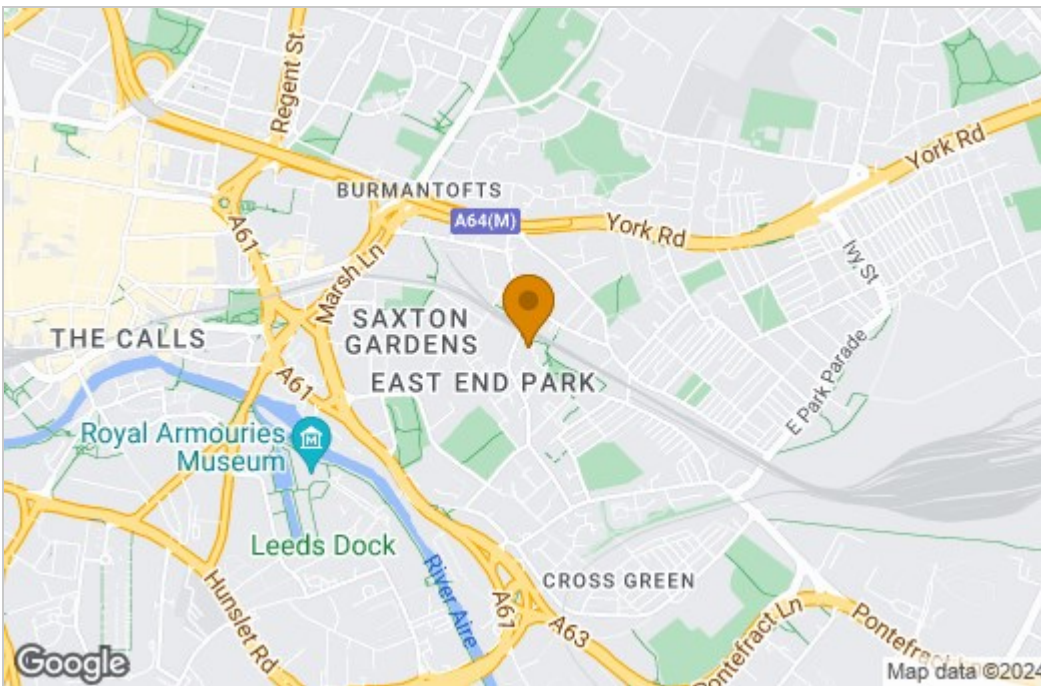 Regent St
York Rd
BURMANTOFTS
A64(M)
A61
York Rd
Ivy St
Marsh Ln
SAXTON
GARDENS
THE CALLS
EAST END PARK
A61
E Park Parade
Royal Armouries
Museum
Leeds Dock
River Aire
CROSS GREEN
Hunslet Rd
A61
A63
Pontefract Ln
Pontefract Ln
Google
Map data ©2024